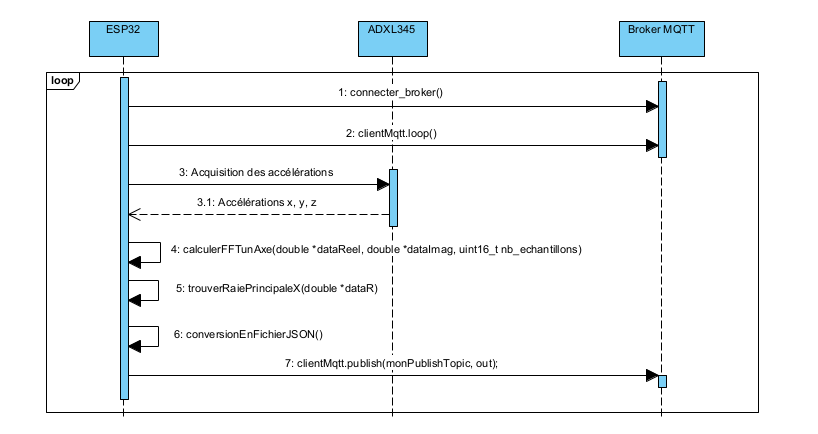 ESP32
ADXL345
Broker MQTT
loop
1: connecter_broker()
2: clientMqtt.loop()
3: Acquisition des accélérations
3.1: Accélérations x, y, z
4: calculerFFTunAxe(double *dataReel, double *dataImag, uint16_t nb_echantillons)
5: trouverRaiePrincipaleX(double *dataR)
6: conversionEnFichierJSON()
7: clientMqtt.publish(monPublishTopic, out);